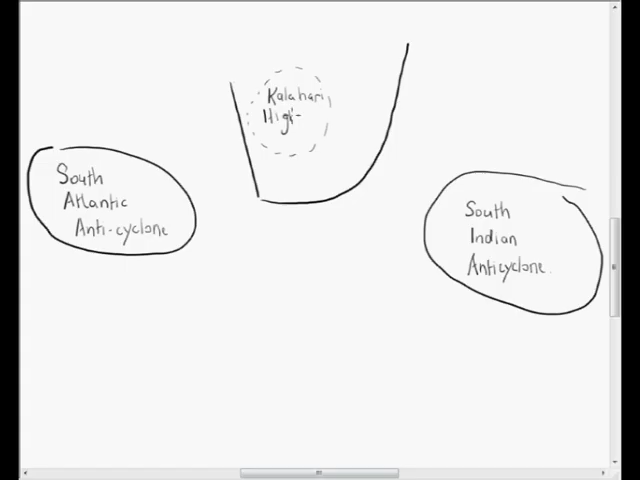 Kalahari
High
South
Atlantic
Anti-cyclone
South
Indian
Anticyclone.